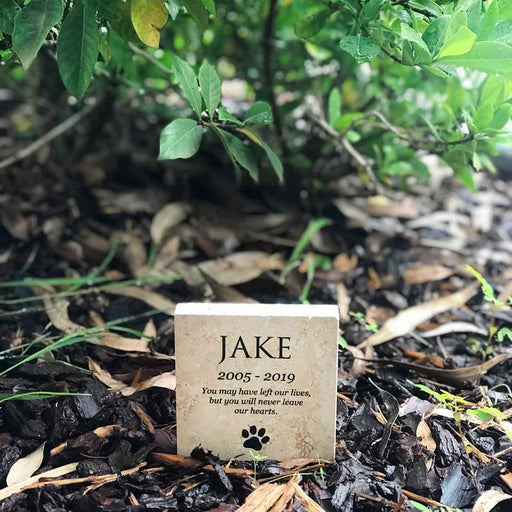 JAKE
2005 - 2019
You may have left our lives,
but you will never leave
our hearts.